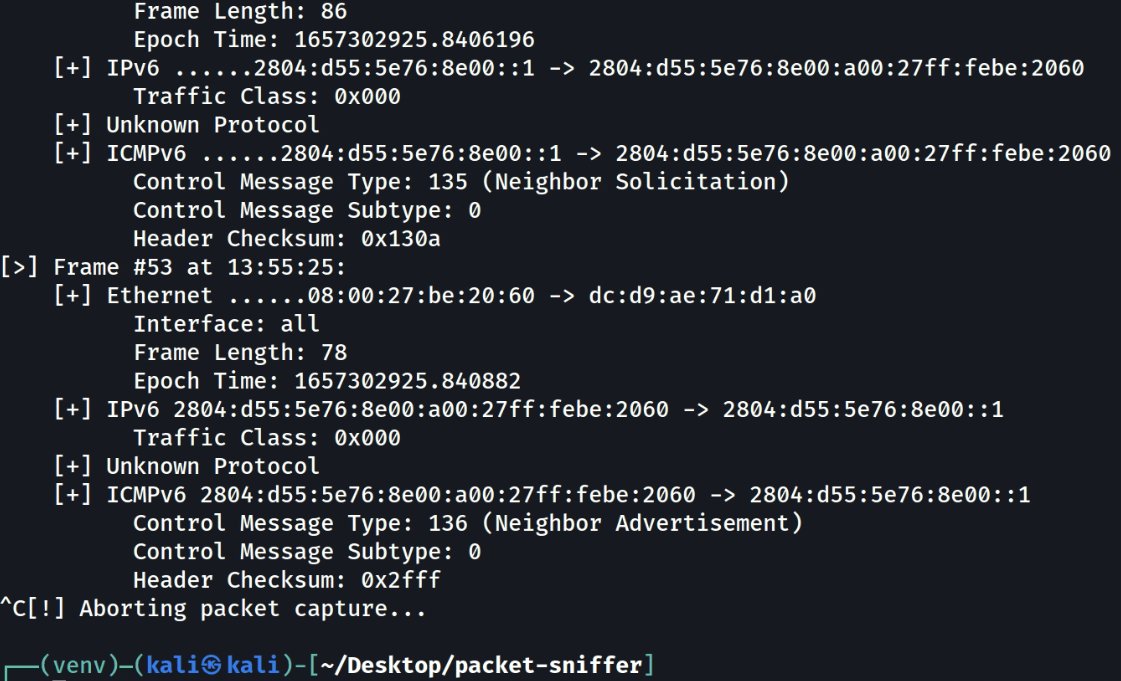 Frame Length: 86
Epoch Time: 1657302925.8406196
[+] IPv6 ......2804:d55:5e76:8e00::1 -> 2804:d55:5e76:8e00:a00:27ff:febe:2060
Traffic Class: 0x000
[+] Unknown Protocol
[+] ICMPv6 ......2804:d55:5e76:8e00::1 -> 2804:d55:5e76:8e00:a00:27ff:febe:2060
Control Message Type: 135 (Neighbor Solicitation)
Control Message Subtype: 0
Header Checksum: 0x130a
[>] Frame #53 at 13:55:25:
[+] Ethernet ......08:00:27:be:20:60 -> dc:d9:ae:71:d1:a0
Interface: all
Frame Length: 78
Epoch Time: 1657302925.840882
[+] IPv6 2804:d55:5e76:8e00:a00:27ff:febe:2060 -> 2804:d55:5e76:8e00::1
Traffic Class: 0x000
[+] Unknown Protocol
[+] ICMPv6 2804:d55:5e76:8e00:a00:27ff:febe:2060 -> 2804:d55:5e76:8e00::1
Control Message Type: 136 (Neighbor Advertisement)
Control Message Subtype: 0
Header Checksum: 0x2fff
^C[!] Aborting packet capture...
┌──(venv)─(kali㉿kali)-[~/Desktop/packet-sniffer]